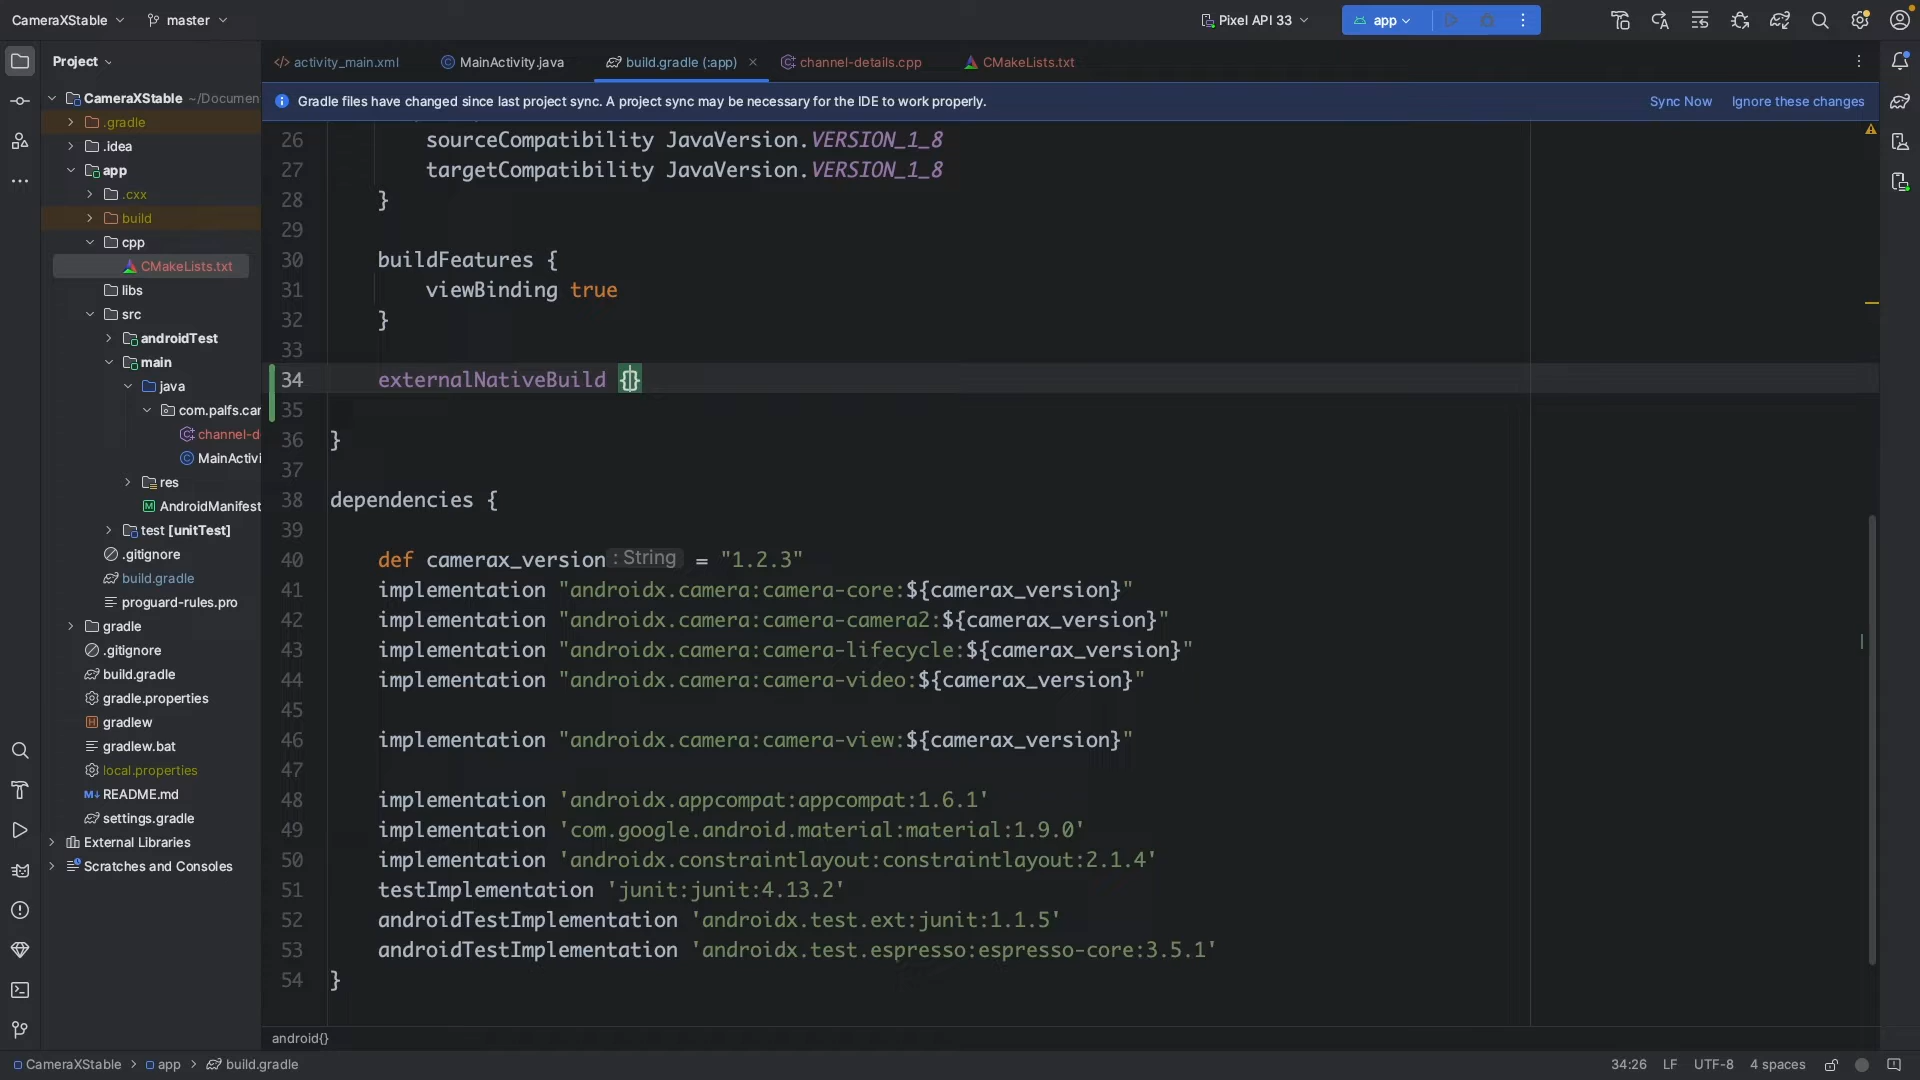 CameraXStable
master
Pixel API 33
app
Project
activity_main.xml
MainActivity.java
build.gradle (:app)
channel-details.cpp
CMakeLists.txt
Gradle files have changed since last project sync. A project sync may be necessary for the IDE to work properly.
Sync Now
Ignore these changes
CameraXStable ~/Documen
.gradle
.idea
app
.cxx
build
cpp
CMakeLists.txt
libs
src
androidTest
main
java
com.palfs.car
channel-d
MainActivi
res
AndroidManifest
test [unitTest]
.gitignore
build.gradle
proguard-rules.pro
gradle
.gitignore
build.gradle
gradle.properties
gradlew
gradlew.bat
local.properties
README.md
settings.gradle
External Libraries
Scratches and Consoles
26 sourceCompatibility JavaVersion.VERSION_1_8
27 targetCompatibility JavaVersion.VERSION_1_8
28 }
29
30 buildFeatures {
31 viewBinding true
32 }
33
34 externalNativeBuild {}
35
36 }
37
38 dependencies {
39
40 def camerax_version : String = "1.2.3"
41 implementation "androidx.camera:camera-core:${camerax_version}"
42 implementation "androidx.camera:camera-camera2:${camerax_version}"
43 implementation "androidx.camera:camera-lifecycle:${camerax_version}"
44 implementation "androidx.camera:camera-video:${camerax_version}"
45
46 implementation "androidx.camera:camera-view:${camerax_version}"
47
48 implementation 'androidx.appcompat:appcompat:1.6.1'
49 implementation 'com.google.android.material:material:1.9.0'
50 implementation 'androidx.constraintlayout:constraintlayout:2.1.4'
51 testImplementation 'junit:junit:4.13.2'
52 androidTestImplementation 'androidx.test.ext:junit:1.1.5'
53 androidTestImplementation 'androidx.test.espresso:espresso-core:3.5.1'
54 }
android{}
CameraXStable > app > build.gradle
34:26 LF UTF-8 4 spaces